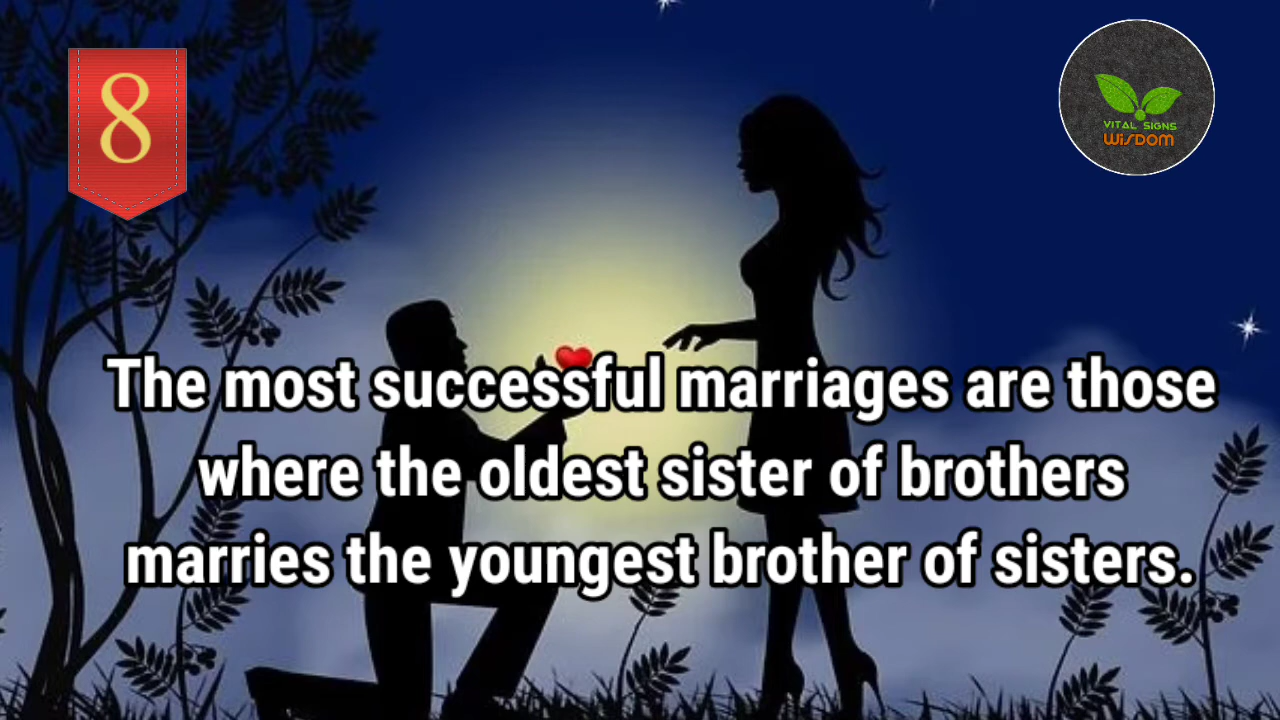 8
VITAL SIGNS
WisDOM
The most successful marriages are those
where the oldest sister of brothers
marries the youngest brother of sisters.